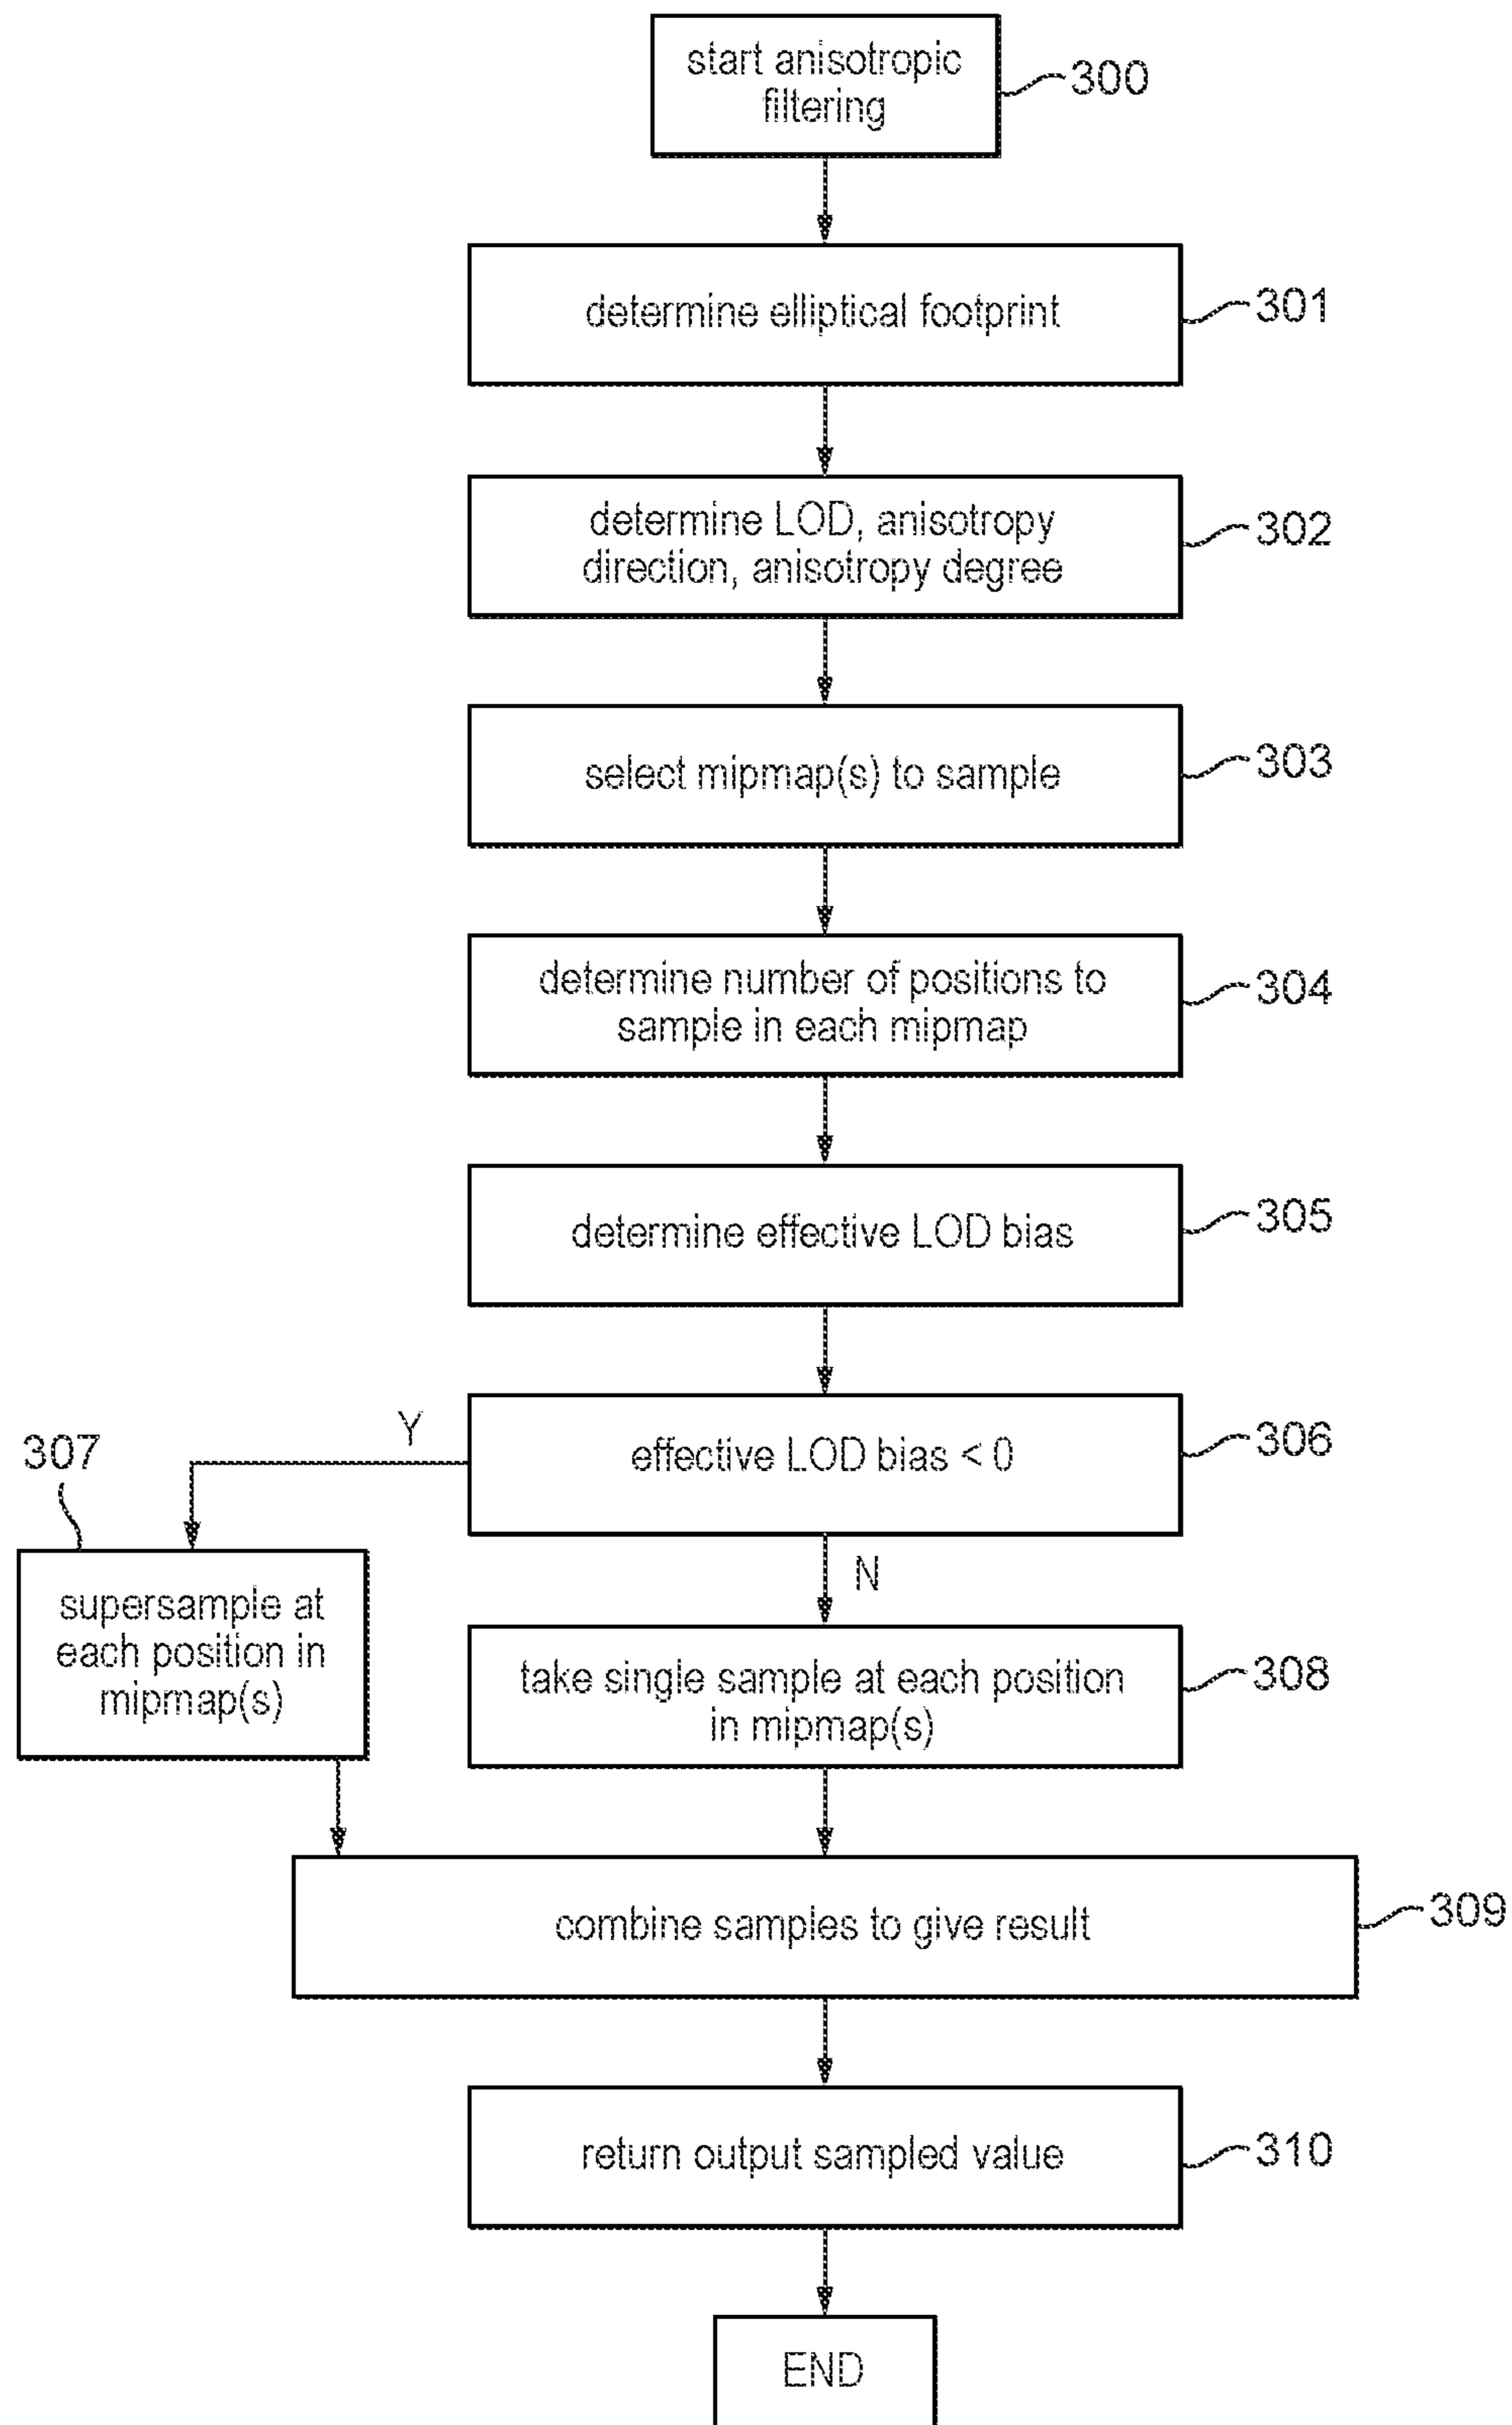 start anisotropic
filtering
300
determine elliptical footprint
301
determine LOD, anisotropy
direction, anisotropy degree
302
select mipmap(s) to sample
303
determine number of positions to
sample in each mipmap
304
determine effective LOD bias
305
effective LOD bias < 0
306
Y
N
307
supersample at
each position in
mipmap(s)
take single sample at each position
in mipmap(s)
308
combine samples to give result
309
return output sampled value
310
END